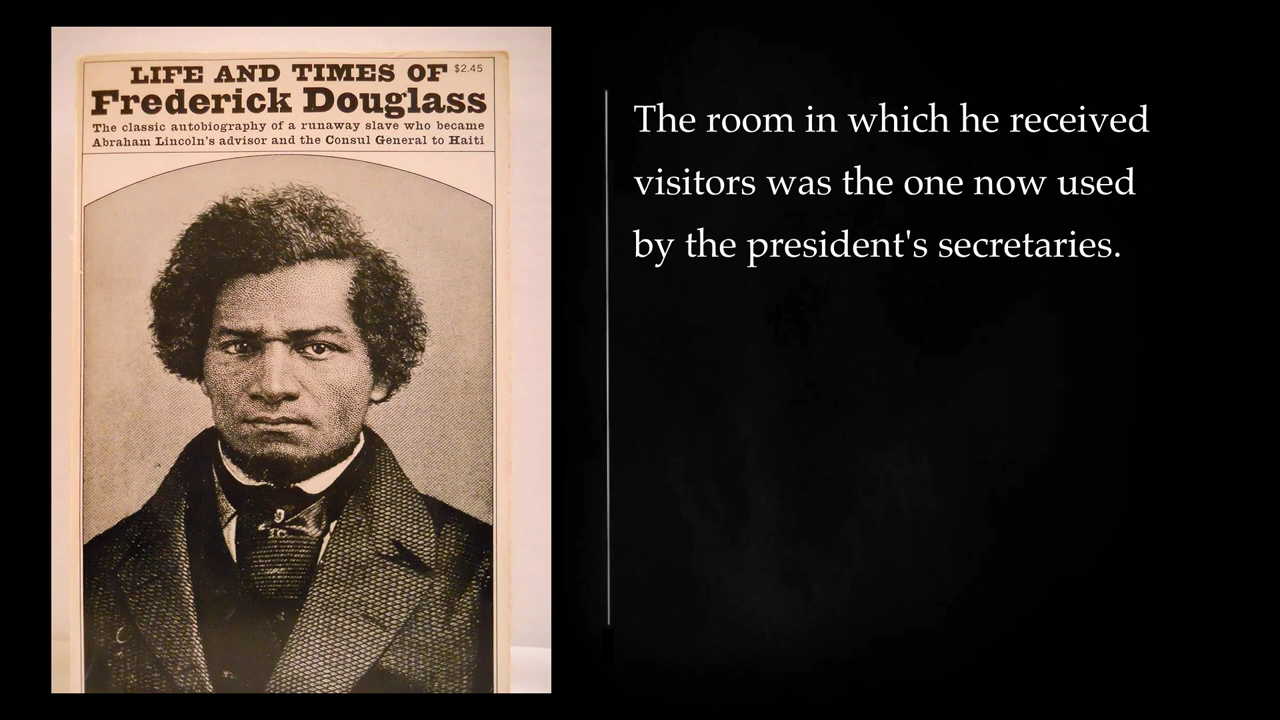 LIFE AND TIMES OF $2.45
Frederick Douglass
The classic autobiography of a runaway slave who became
Abraham Lincoln's advisor and the Consul General to Haiti
The room in which he received
visitors was the one now used
by the president's secretaries.